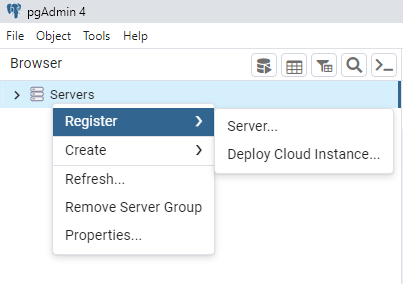 pgAdmin 4
File Object Tools Help
Browser
Servers
Register
Server...
Create
Deploy Cloud Instance...
Refresh...
Remove Server Group
Properties...